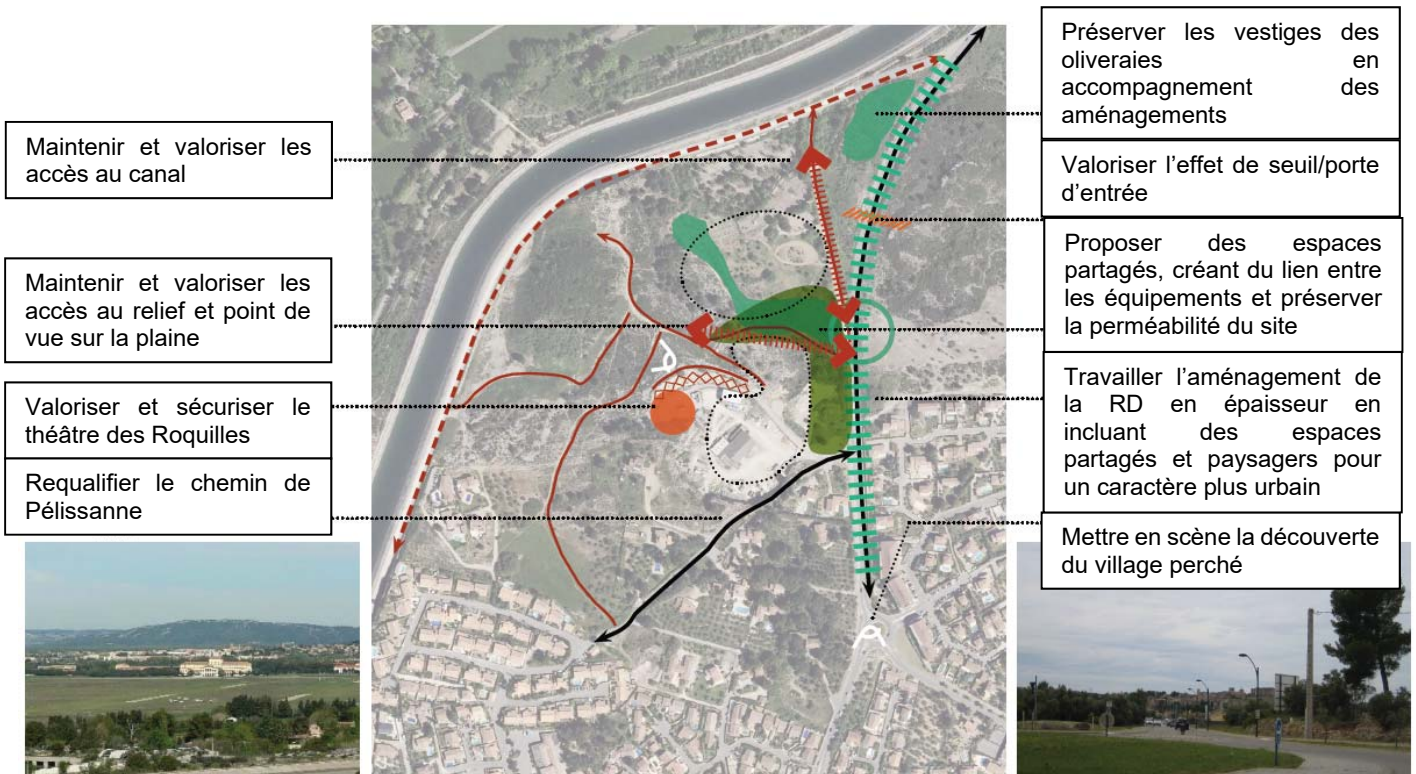 Maintenir et valoriser les
accès au canal
Maintenir et valoriser les
accès au relief et point de
vue sur la plaine
Valoriser et sécuriser le
théâtre des Roquilles
Requalifier le chemin de
Pélissanne
Préserver les vestiges des
oliveraies en
accompagnement des
aménagements
Valoriser l’effet de seuil/porte
d’entrée
Proposer des espaces
partagés, créant du lien entre
les équipements et préserver
la perméabilité du site
Travailler l’aménagement de
la RD en épaisseur en
incluant des espaces
partagés et paysagers pour
un caractère plus urbain
Mettre en scène la découverte
du village perché